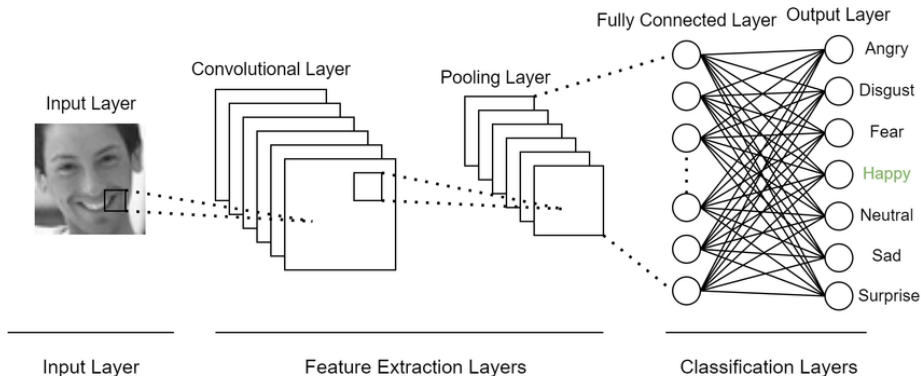 Fully Connected Layer
Output Layer
Convolutional Layer
Pooling Layer
Input Layer
Angry
Disgust
Fear
Happy
Neutral
Sad
Surprise
Input Layer
Feature Extraction Layers
Classification Layers